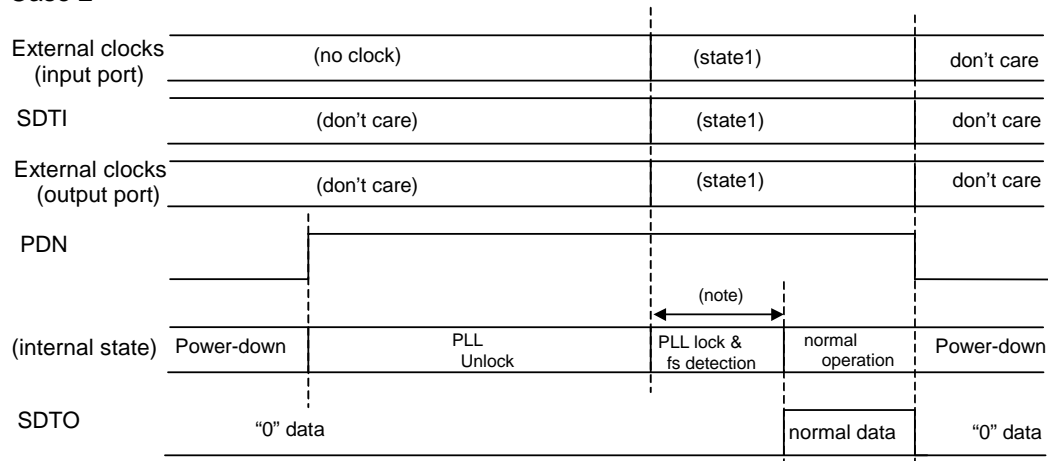 External clocks
(input port)
(no clock)
(state1)
don't care
SDTI
(don't care)
(state1)
don't care
External clocks
(output port)
(don't care)
(state1)
don't care
PDN
(note)
(internal state)
Power-down
PLL
Unlock
PLL lock &
fs detection
normal
operation
Power-down
SDTO
“0” data
normal data
“0” data